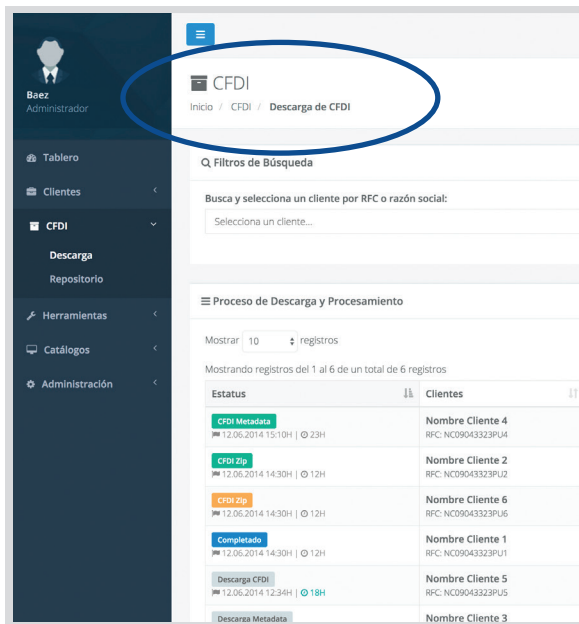 Baez
Administrador
Tablero
Clientes
CFDI
Descarga
Repositorio
Herramientas
Catálogos
Administración
CFDI
Inicio / CFDI / Descarga de CFDI
Filtros de Búsqueda
Busca y selecciona un cliente por RFC o razón social:
Selecciona un cliente...
Proceso de Descarga y Procesamiento
Mostrar 10 registros
Mostrando registros del 1 al 6 de un total de 6 registros
Estatus Clientes
CFDI Metadata Nombre Cliente 4
12.06.2014 15:10H | 23H RFC: NC09043323PU4
CFDI Zip Nombre Cliente 2
12.06.2014 14:30H | 12H RFC: NC09043323PU2
CFDI Zip Nombre Cliente 6
12.06.2014 14:30H | 12H RFC: NC09043323PU6
Completado Nombre Cliente 1
12.06.2014 14:30H | 12H RFC: NC09043323PU1
Descarga CFDI Nombre Cliente 5
12.06.2014 12:34H | 18H RFC: NC09043323PU5
Descarga Metadata Nombre Cliente 3